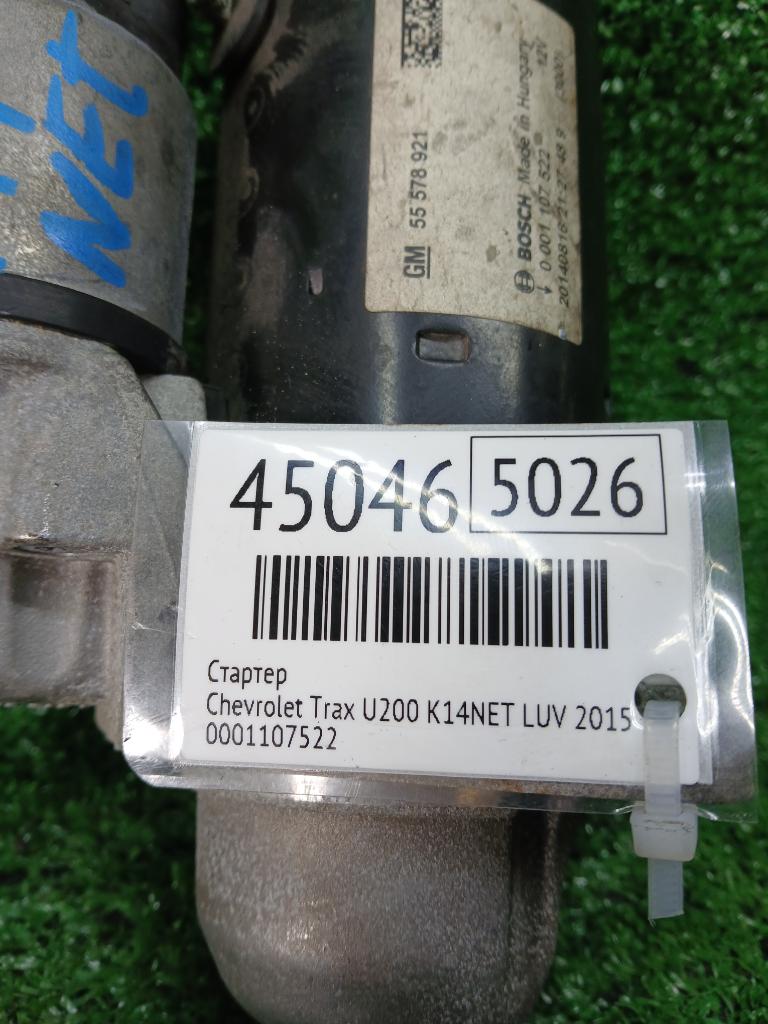 NET
GM 55 578 921
BOSCH Made in Hungary 12V
0 001 107 522
45046 5026
Стартер
Chevrolet Trax U200 K14NET LUV 2015
0001107522